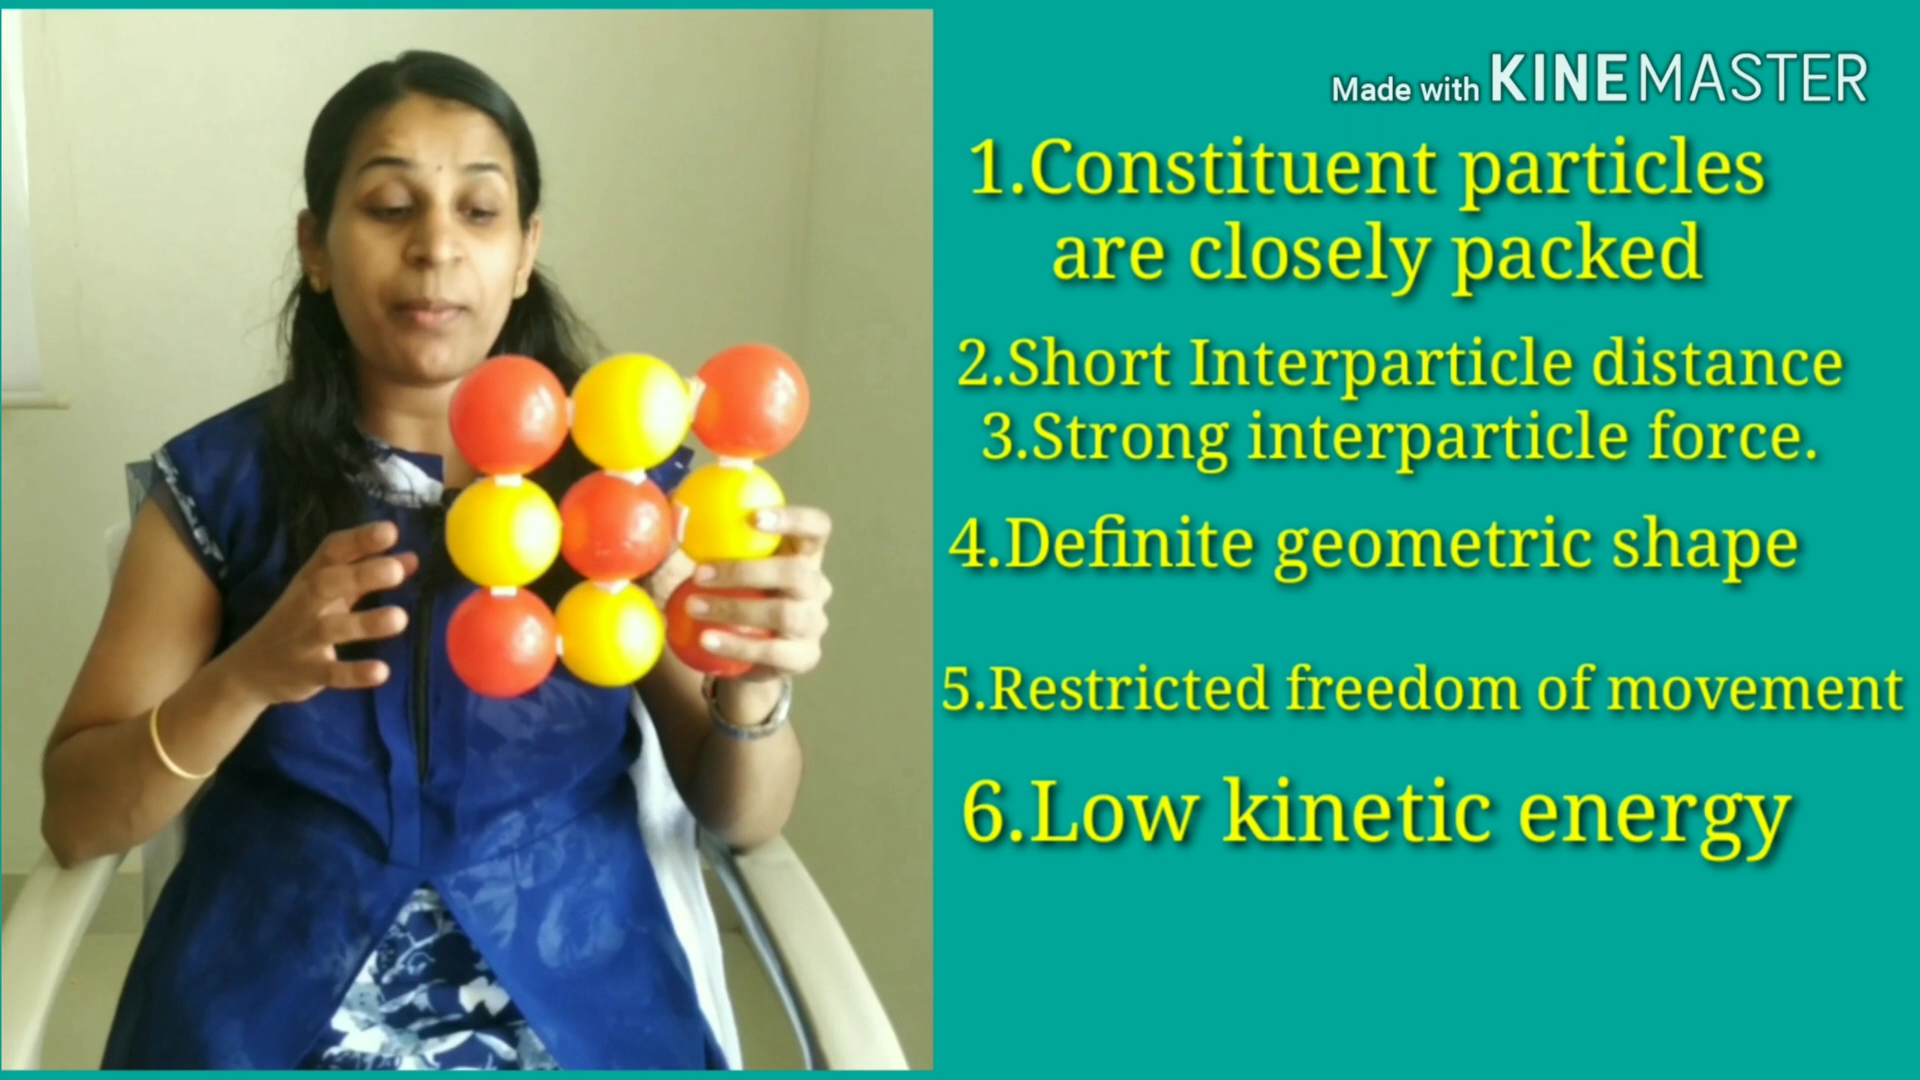 Made with KINEMASTER
1.Constituent particles
are closely packed
2.Short Interparticle distance
3.Strong interparticle force.
4.Definite geometric shape
5.Restricted freedom of movement
6.Low kinetic energy